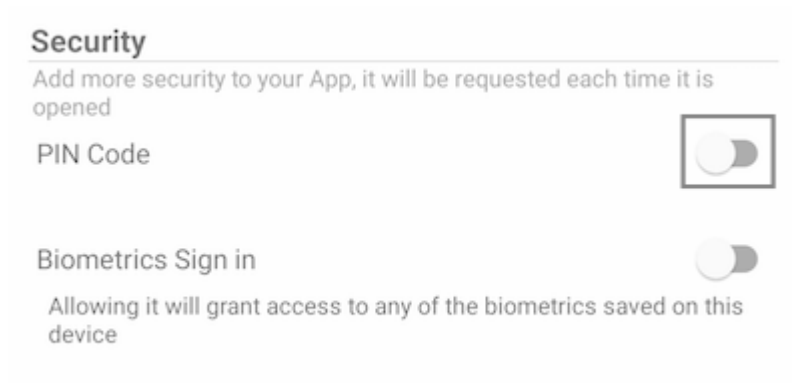 Security
Add more security to your App, it will be requested each time it is
opened
PIN Code
Biometrics Sign in
Allowing it will grant access to any of the biometrics saved on this
device